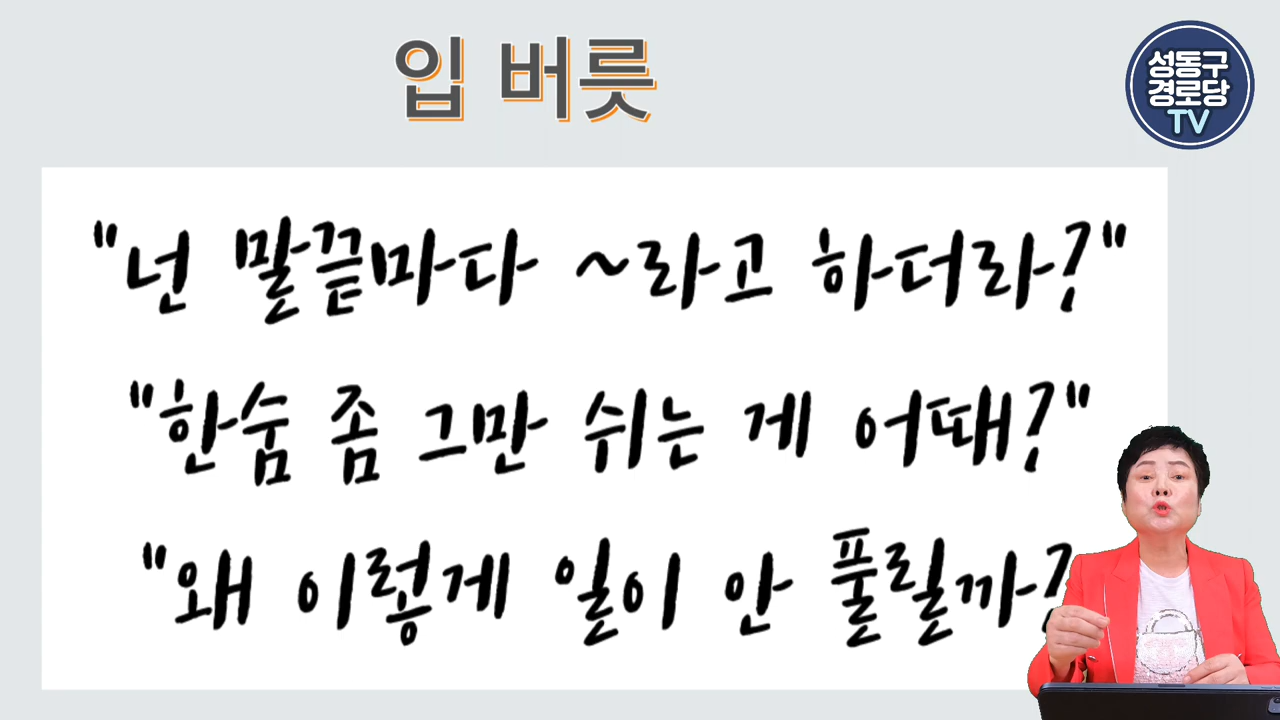 입 버릇
성동구
경로당
TV
"넌 말끝마다 ~라고 하더라?"
"한숨 좀 그만 쉬는 게 어때?"
"왜 이렇게 일이 안 풀릴까?